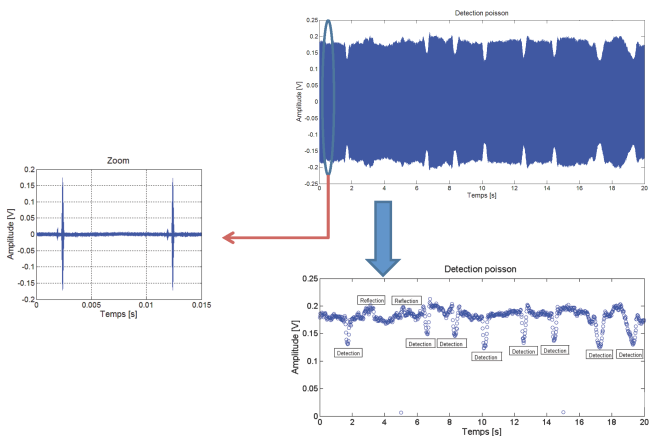 Detection poisson
0.25
0.2
0.15
0.1
0.05
0
-0.05
-0.1
-0.15
-0.2
-0.25
Amplitude [V]
0 2 4 6 8 10 12 14 16 18 20
Temps [s]
Zoom
0.2
0.15
0.1
0.05
0
-0.05
-0.1
-0.15
-0.2
Amplitude [V]
0 0.005 0.01 0.015
Temps [s]
Detection poisson
0.25
0.2
0.15
0.1
0.05
0
Amplitude [V]
Reflection Reflection
Detection Detection Detection Detection Detection Detection Detection Detection
0 2 4 6 8 10 12 14 16 18 20
Temps [s]